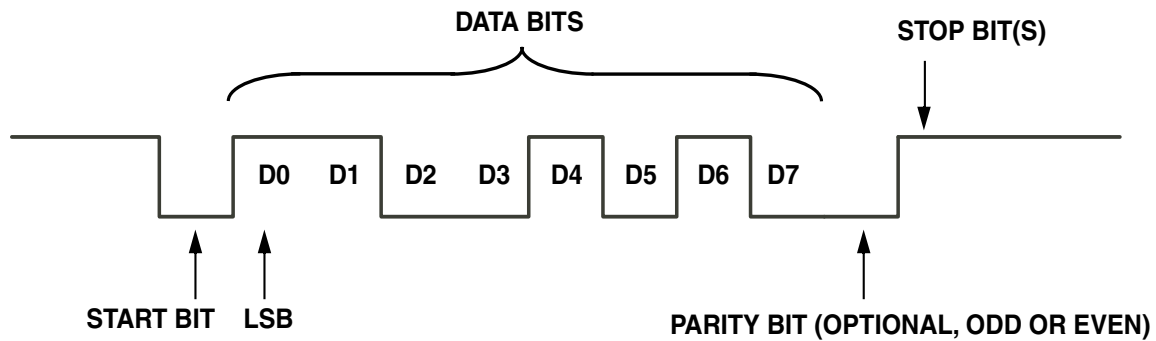 DATA BITS
STOP BIT(S)
D0 D1 D2 D3 D4 D5 D6 D7
START BIT LSB
PARITY BIT (OPTIONAL, ODD OR EVEN)